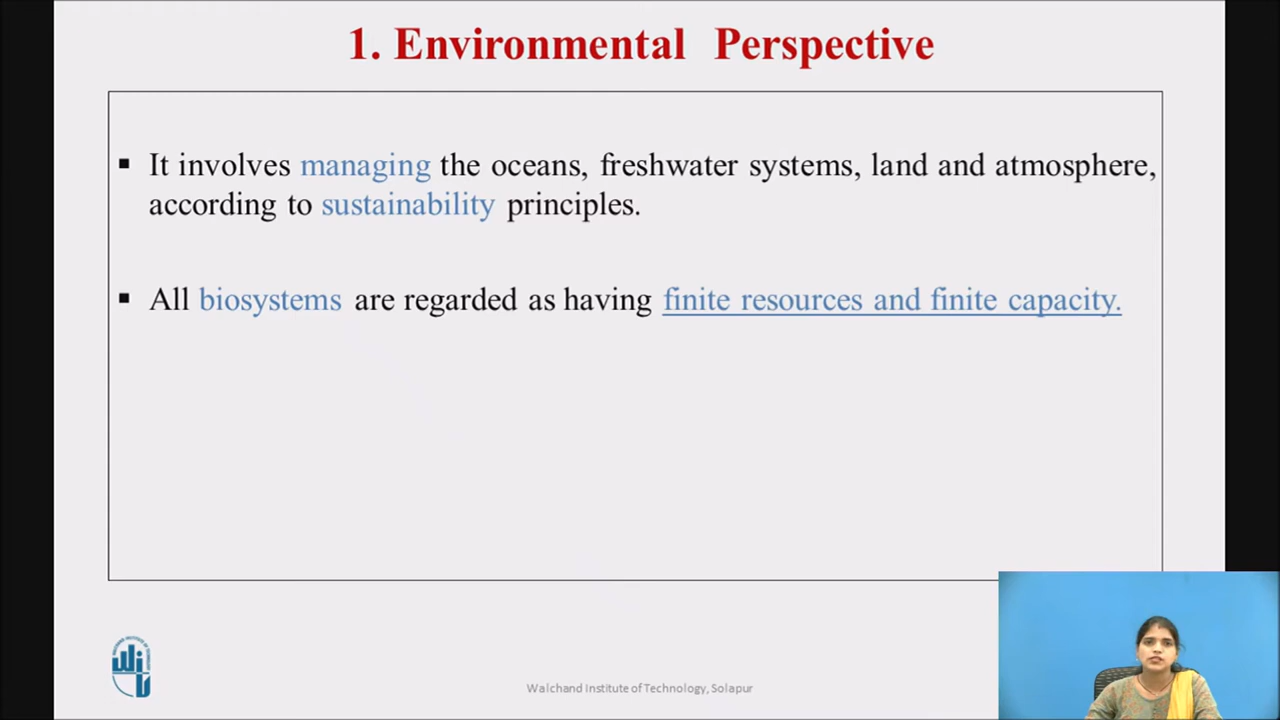 1. Environmental Perspective
▪ It involves managing the oceans, freshwater systems, land and atmosphere,
according to sustainability principles.
▪ All biosystems are regarded as having finite resources and finite capacity.
Walchand Institute of Technology, Solapur